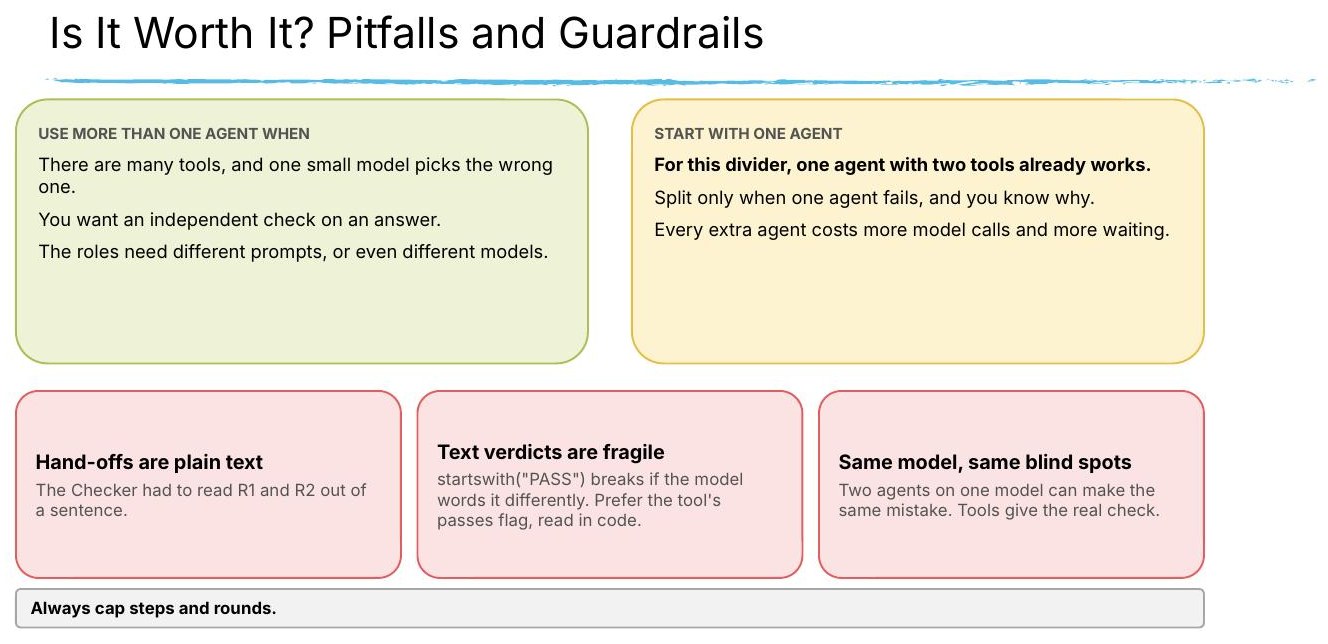 Is It Worth It? Pitfalls and Guardrails
USE MORE THAN ONE AGENT WHEN
There are many tools, and one small model picks the wrong
one.
You want an independent check on an answer.
The roles need different prompts, or even different models.
START WITH ONE AGENT
For this divider, one agent with two tools already works.
Split only when one agent fails, and you know why.
Every extra agent costs more model calls and more waiting.
Hand-offs are plain text
The Checker had to read R1 and R2 out of
a sentence.
Text verdicts are fragile
startswith("PASS") breaks if the model
words it differently. Prefer the tool's
passes flag, read in code.
Same model, same blind spots
Two agents on one model can make the
same mistake. Tools give the real check.
Always cap steps and rounds.